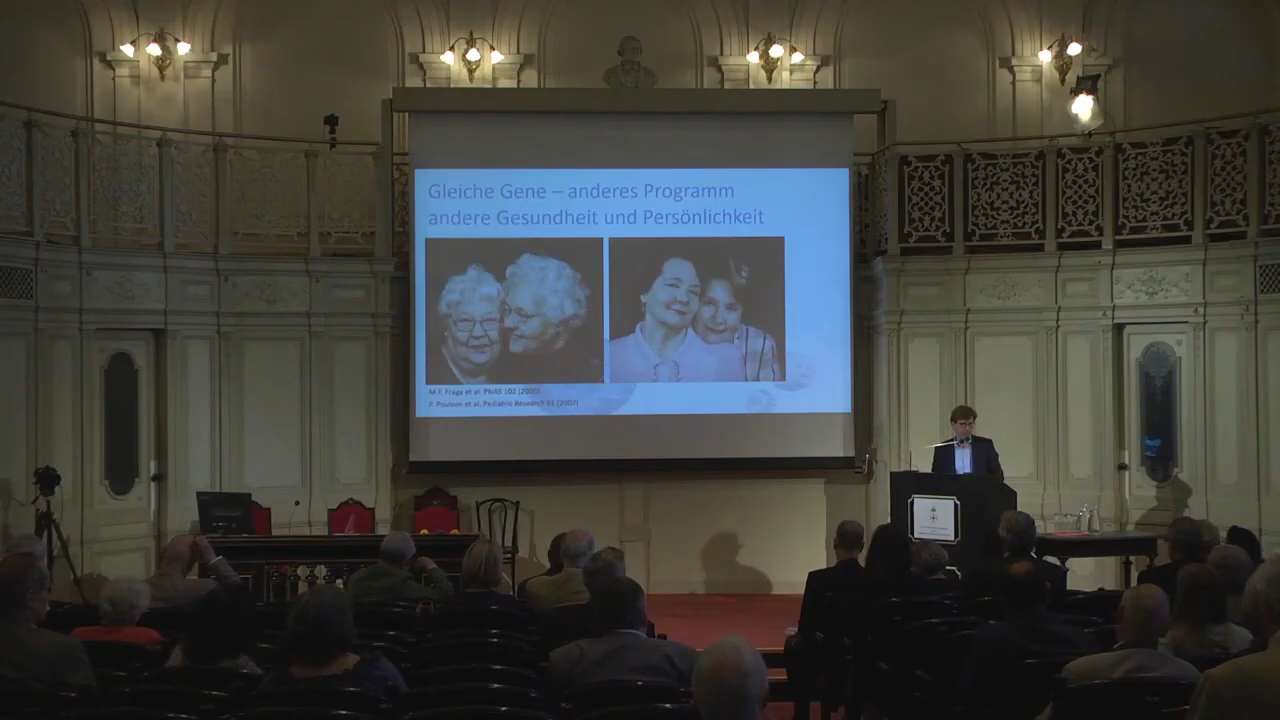 Gleiche Gene – anderes Programm
andere Gesundheit und Persönlichkeit
M.F. Fraga et al. PNAS 102 (2005)
P. Poulson et al. Pediatric Research 61 (2007)